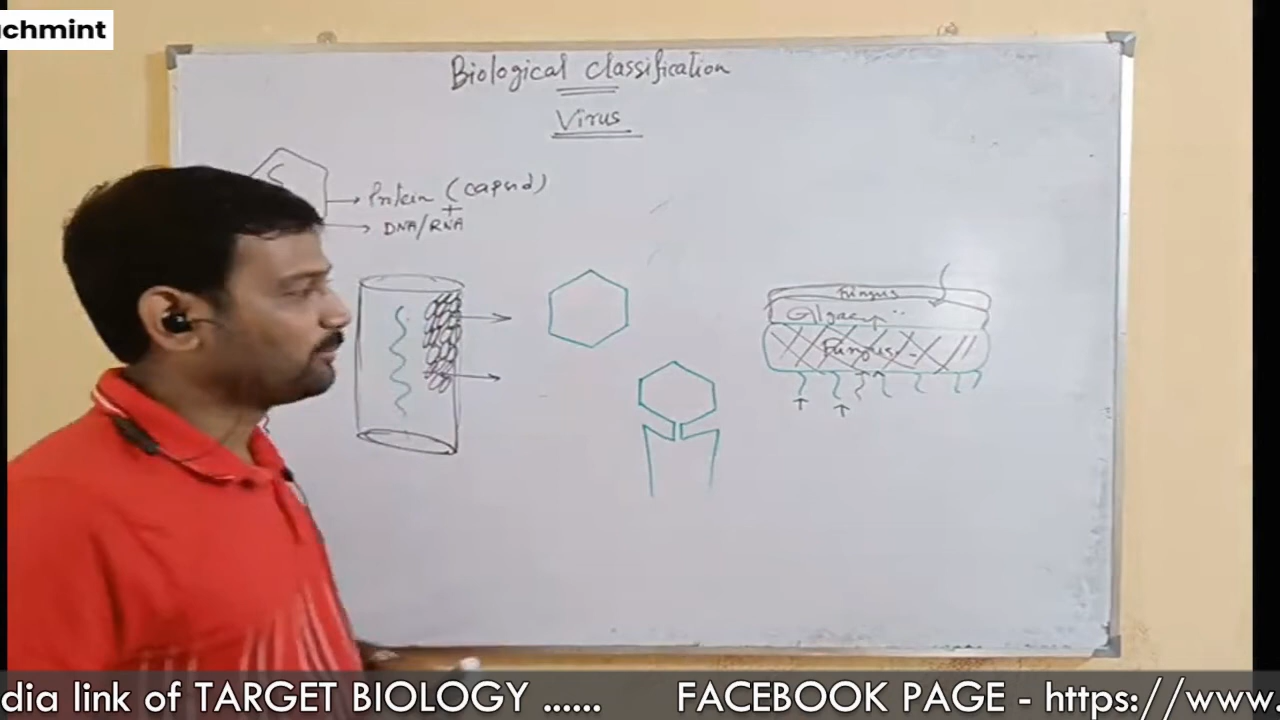 achmint
Biological classification
Virus
Protein (capsid)
+
DNA/RNA
Fungus
Algae
Fungus
dia link of TARGET BIOLOGY ...... FACEBOOK PAGE - https://www.